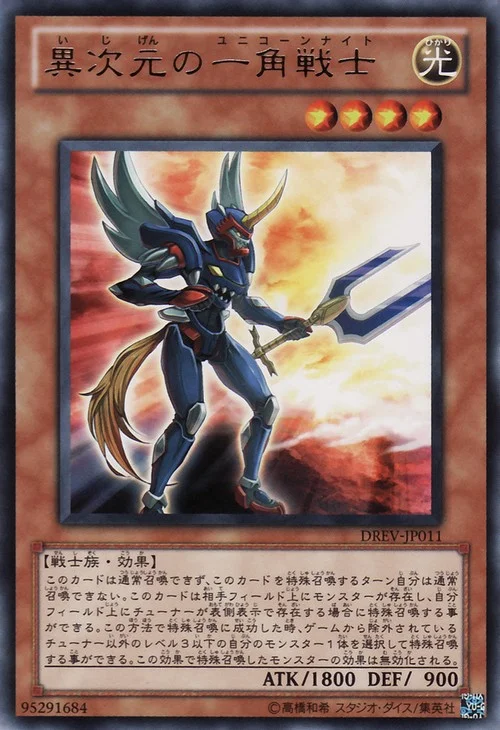 い じ げん ユニコーンナイト
異次元の一角戦士
ひかり
光
DREV-JP011
【戦士族・効果】
このカードは通常召喚できず、このカードを特殊召喚するターン自分は通常
召喚できない。このカードは相手フィールド上にモンスターが存在し、自分
フィールド上にチューナーが表側表示で存在する場合に特殊召喚する事
ができる。この方法で特殊召喚に成功した時、ゲームから除外されている
チューナー以外のレベル3以下の自分のモンスター1体を選択して特殊召喚
する事ができる。この効果で特殊召喚したモンスターの効果は無効化される。
ATK/1800 DEF/ 900
95291684
©高橋和希 スタジオ・ダイス/集英社